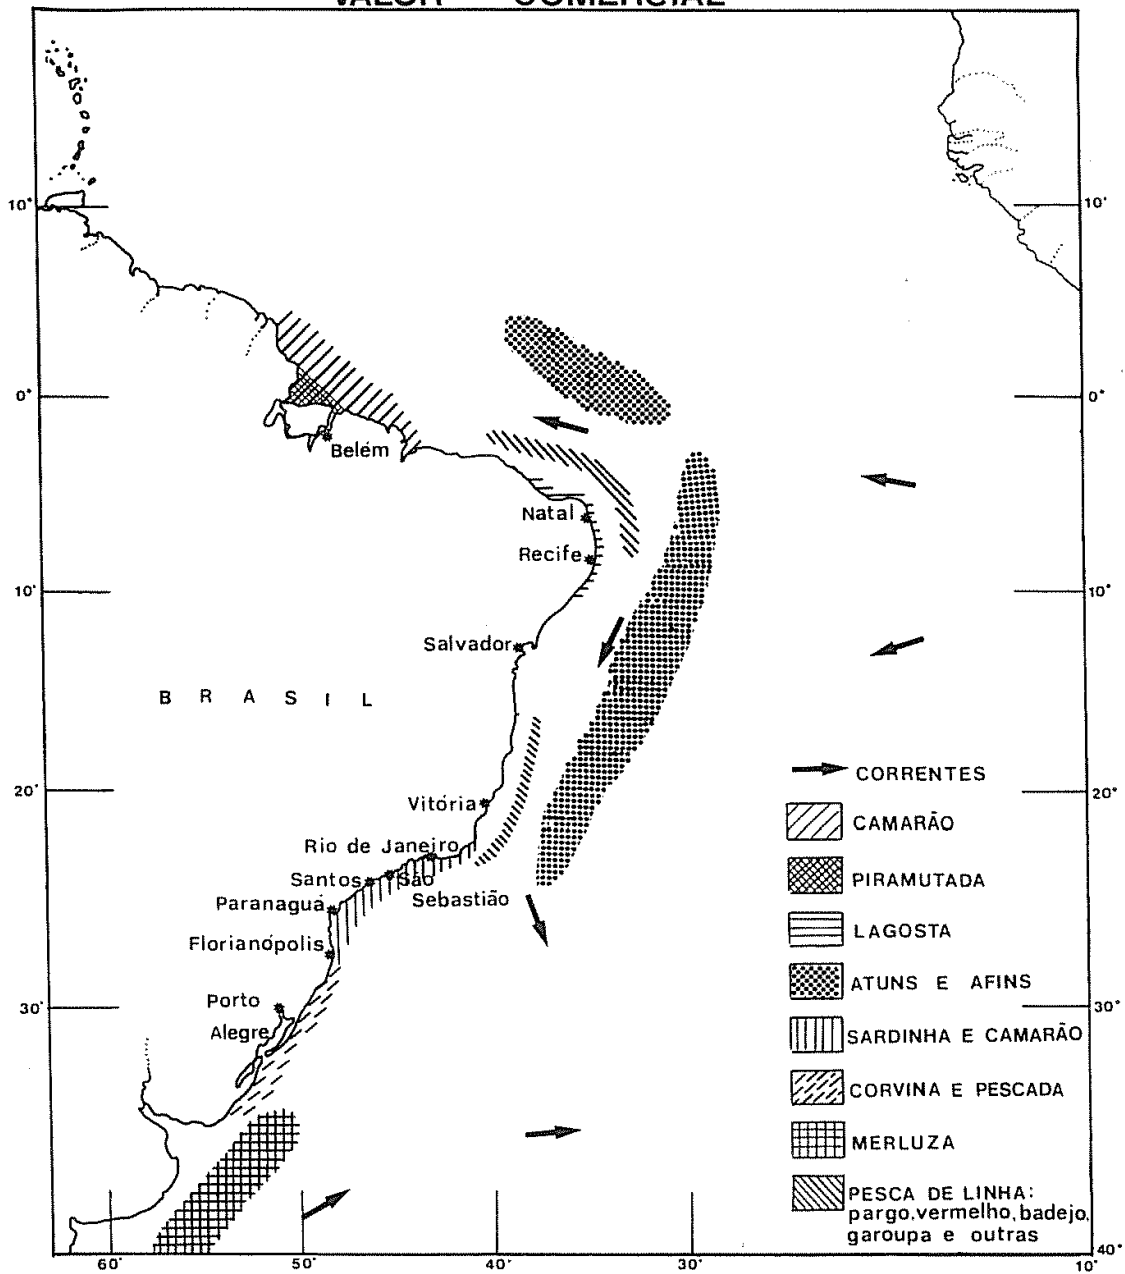 VALOR COMERCIAL
10° 10°
0° 0°
Belém
Natal
Recife
10° 10°
Salvador
B R A S I L
CORRENTES
20° 20°
Vitória
CAMARÃO
Rio de Janeiro
Santos São
Sebastião
PIRAMUTADA
Paranaguá
LAGOSTA
Florianópolis
ATUNS E AFINS
30° 30°
Porto
Alegre
SARDINHA E CAMARÃO
CORVINA E PESCADA
MERLUZA
PESCA DE LINHA:
pargo, vermelho, badejo,
garoupa e outras
40°
60° 50° 40° 30° 10°